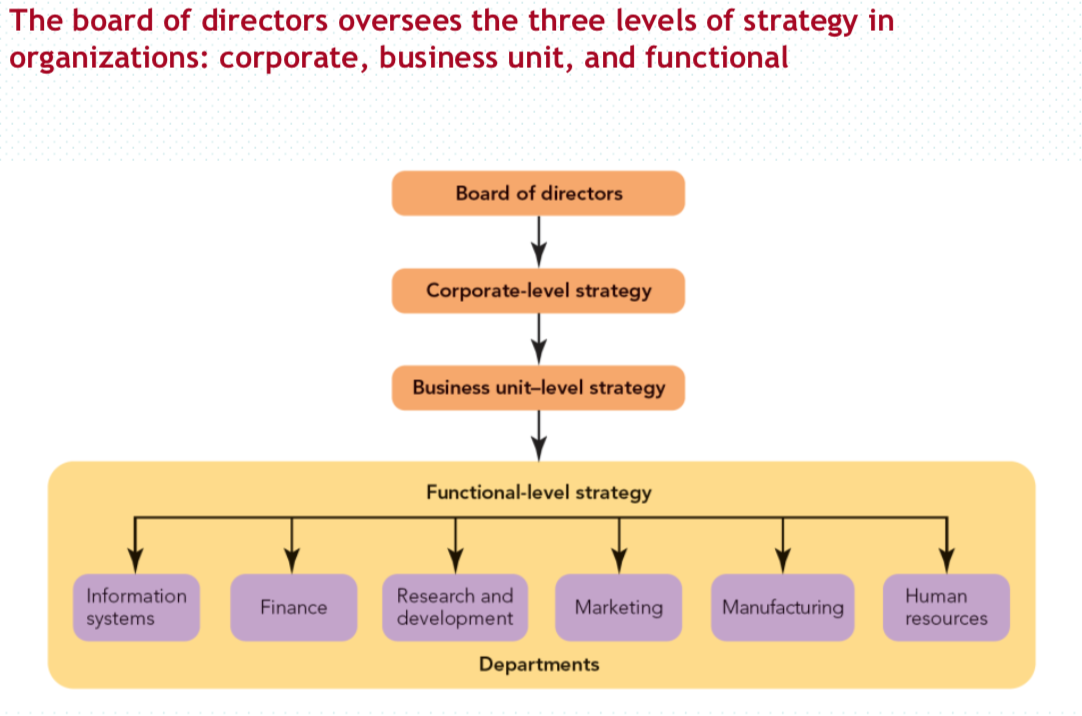 The board of directors oversees the three levels of strategy in
organizations: corporate, business unit, and functional
Board of directors
Corporate-level strategy
Business unit–level strategy
Functional-level strategy
Information
systems
Finance
Research and
development
Marketing
Manufacturing
Human
resources
Departments